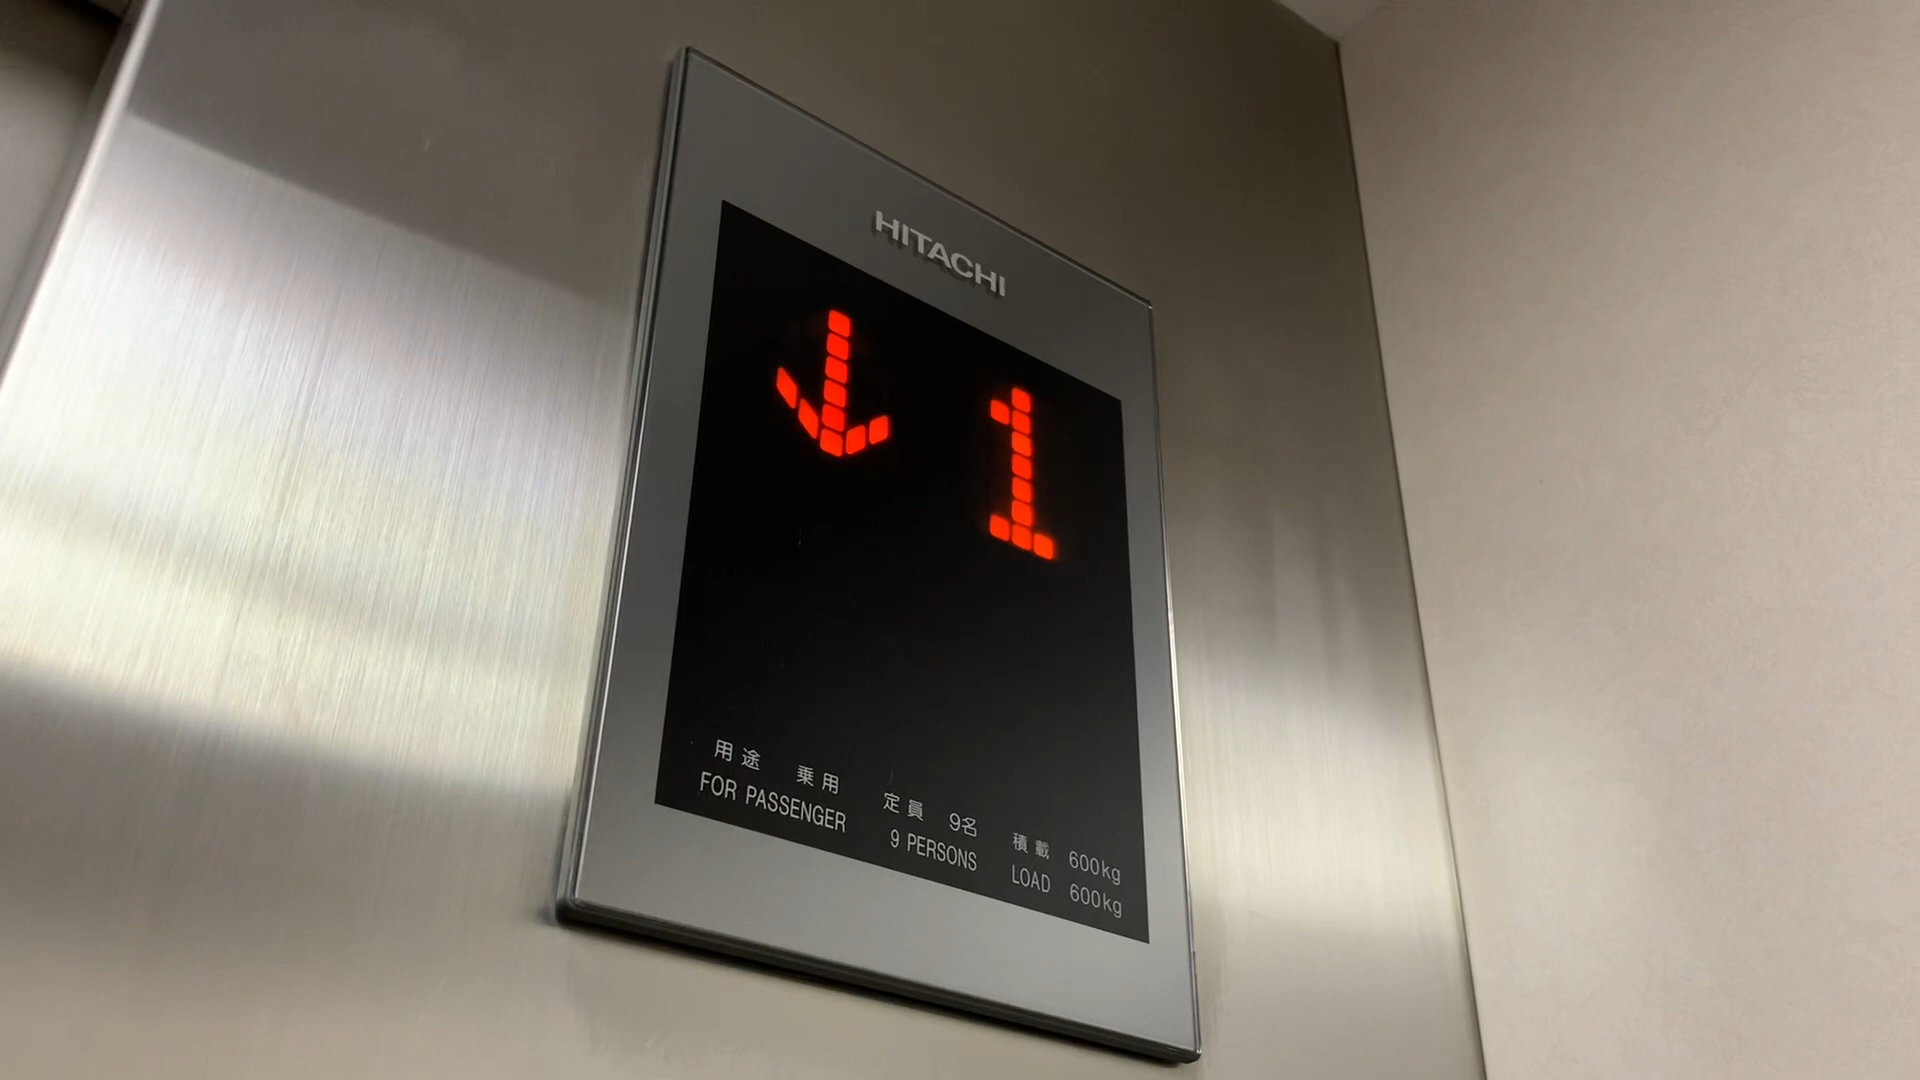 HITACHI
↓ 1
用途 乗用 定員 9名 積載 600kg
FOR PASSENGER 9 PERSONS LOAD 600kg